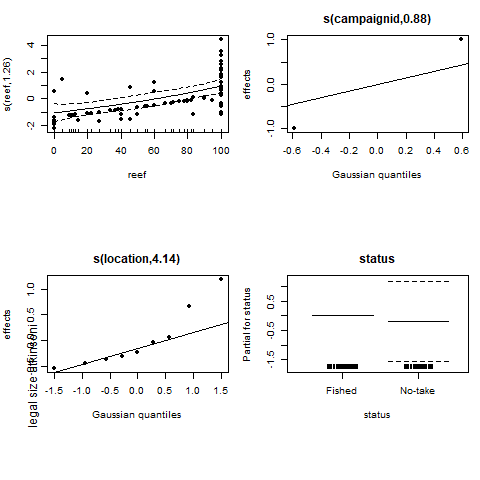 s(reef,1.26)
4
2
0
-2
0
20
40
60
80
100
reef
s(campaignid,0.88)
effects
1.0
0.0
-1.0
-0.6
-0.4
-0.2
0.0
0.2
0.4
0.6
Gaussian quantiles
s(location,4.14)
effects
legal size atkinsoni
1.0
-1.5
-1.0
-0.5
0.0
0.5
1.0
1.5
Gaussian quantiles
status
Partial for status
0.5
-0.5
-1.5
Fished
No-take
status